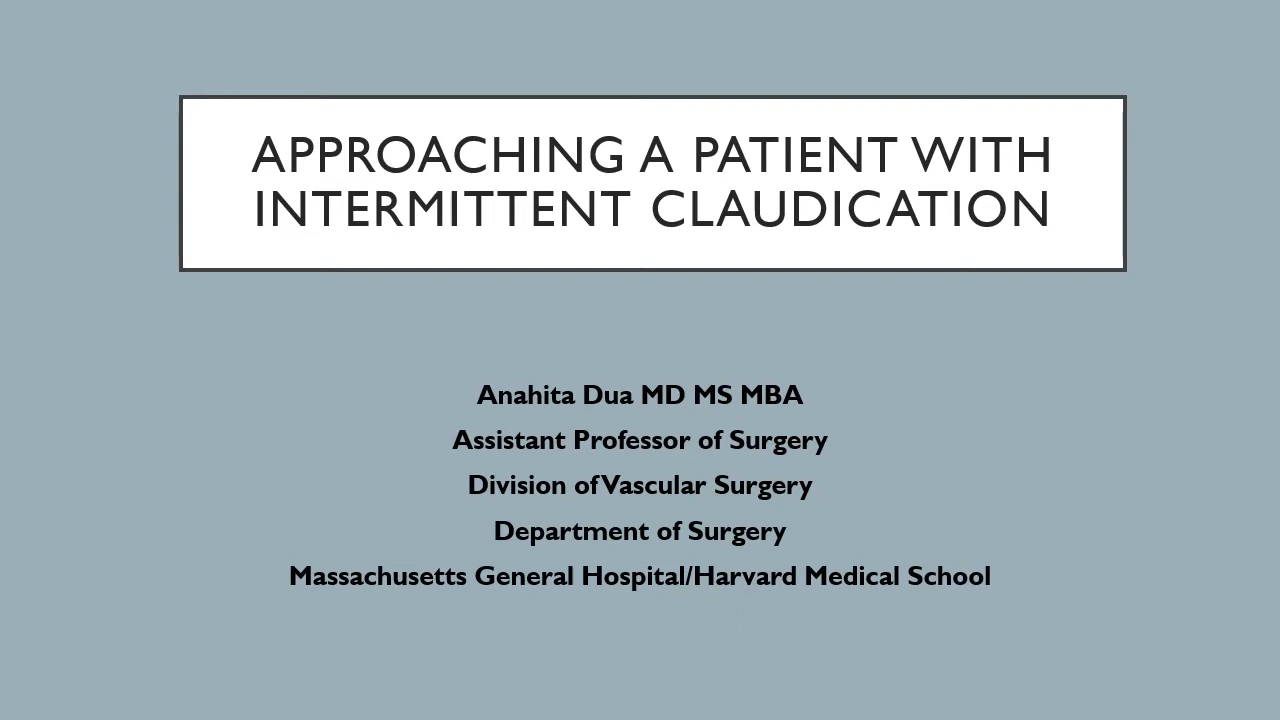 APPROACHING A PATIENT WITH
INTERMITTENT CLAUDICATION
Anahita Dua MD MS MBA
Assistant Professor of Surgery
Division of Vascular Surgery
Department of Surgery
Massachusetts General Hospital/Harvard Medical School